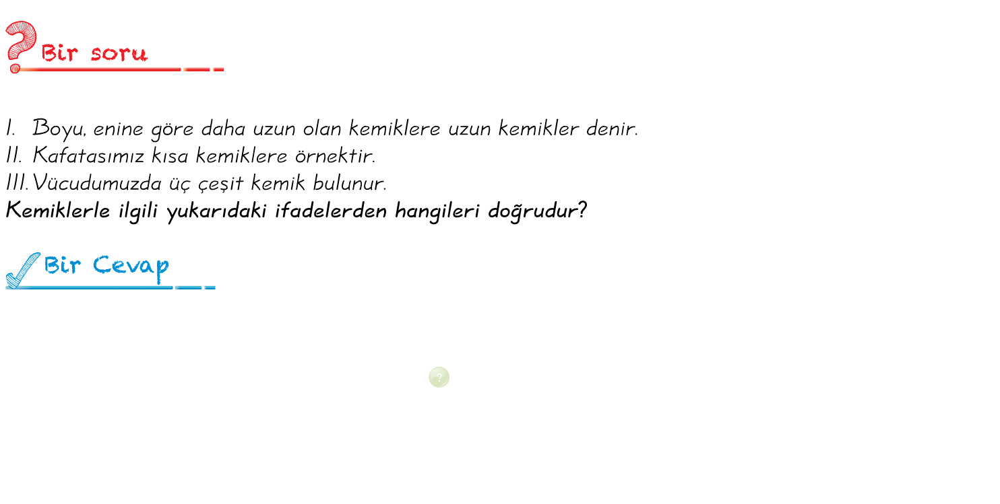 ? Bir soru
I. Boyu, enine göre daha uzun olan kemiklere uzun kemikler denir.
II. Kafatasımız kısa kemiklere örnektir.
III. Vücudumuzda üç çeşit kemik bulunur.
Kemiklerle ilgili yukarıdaki ifadelerden hangileri doğrudur?
Bir Cevap
?